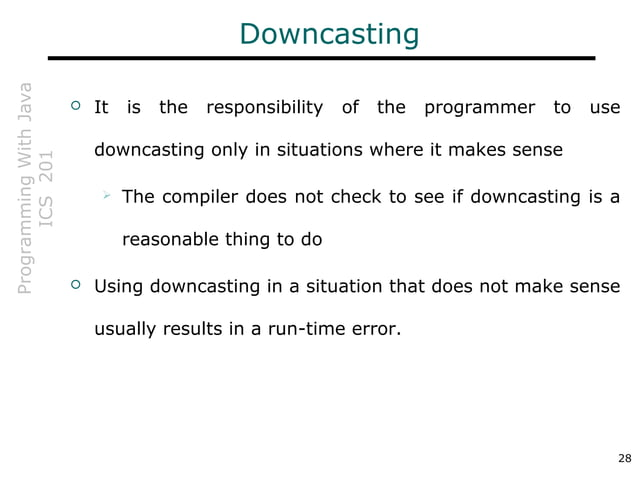 Downcasting
Programming With Java
ICS 201
It is the responsibility of the programmer to use
downcasting only in situations where it makes sense
The compiler does not check to see if downcasting is a
reasonable thing to do
Using downcasting in a situation that does not make sense
usually results in a run-time error.
28